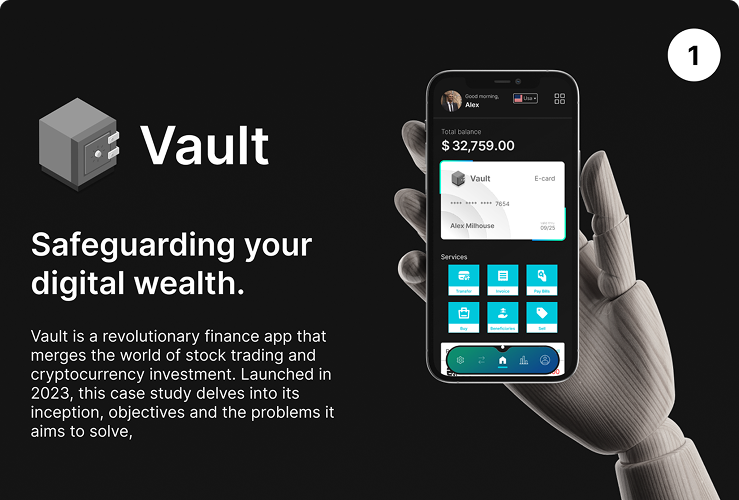 1
Vault
Safeguarding your
digital wealth.
Vault is a revolutionary finance app that
merges the world of stock trading and
cryptocurrency investment. Launched in
2023, this case study delves into its
inception, objectives and the problems it
aims to solve,
Good morning,
Alex
Usa
Total balance
$ 32,759.00
Vault
E-card
**** **** **** 7654
Alex Milhouse
09/25
Services
Transfer
Invoice
Pay Bills
Buy
Beneficiaries
Sell